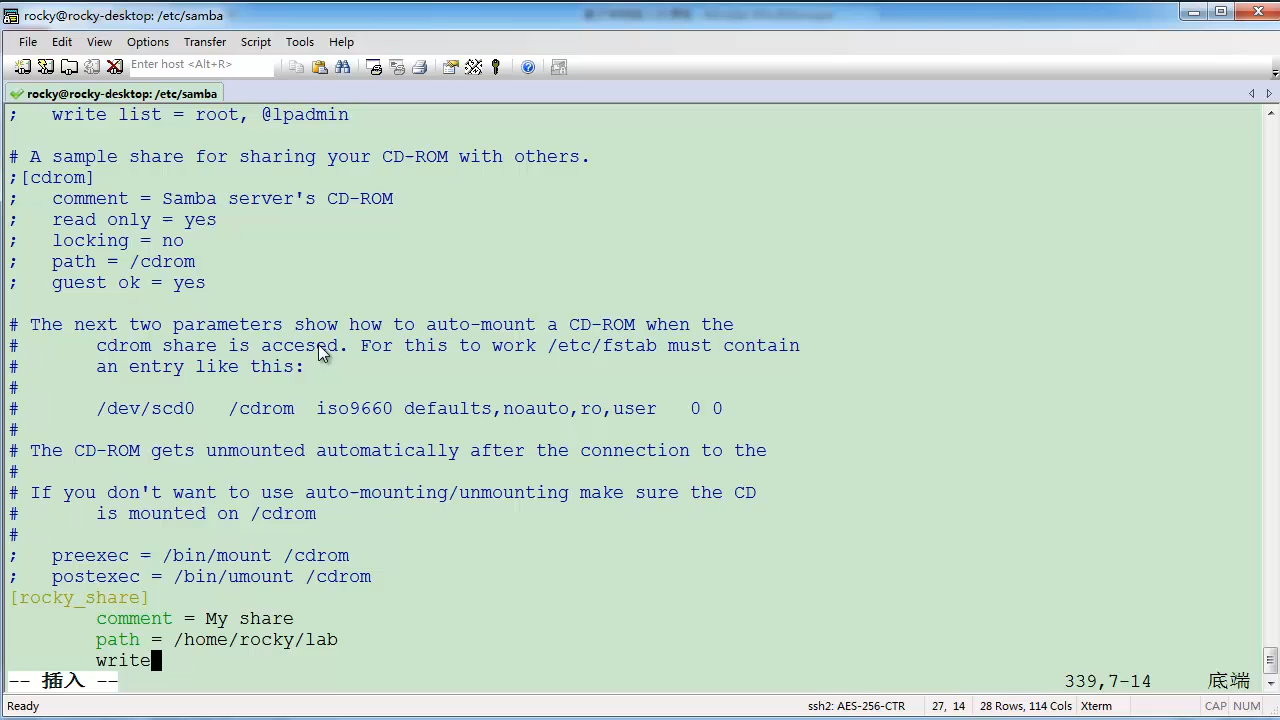 rocky@rocky-desktop: /etc/samba
File Edit View Options Transfer Script Tools Help
Enter host <Alt+R>
rocky@rocky-desktop: /etc/samba
;   write list = root, @lpadmin
# A sample share for sharing your CD-ROM with others.
;[cdrom]
;   comment = Samba server's CD-ROM
;   read only = yes
;   locking = no
;   path = /cdrom
;   guest ok = yes
# The next two parameters show how to auto-mount a CD-ROM when the
#       cdrom share is accesed. For this to work /etc/fstab must contain
#       an entry like this:
#
#       /dev/scd0   /cdrom  iso9660 defaults,noauto,ro,user   0 0
#
# The CD-ROM gets unmounted automatically after the connection to the
#
# If you don't want to use auto-mounting/unmounting make sure the CD
#       is mounted on /cdrom
#
;   preexec = /bin/mount /cdrom
;   postexec = /bin/umount /cdrom
[rocky_share]
        comment = My share
        path = /home/rocky/lab
        write
-- 插入 -- 339,7-14 底端
Ready ssh2: AES-256-CTR 27, 14 28 Rows, 114 Cols Xterm CAP NUM